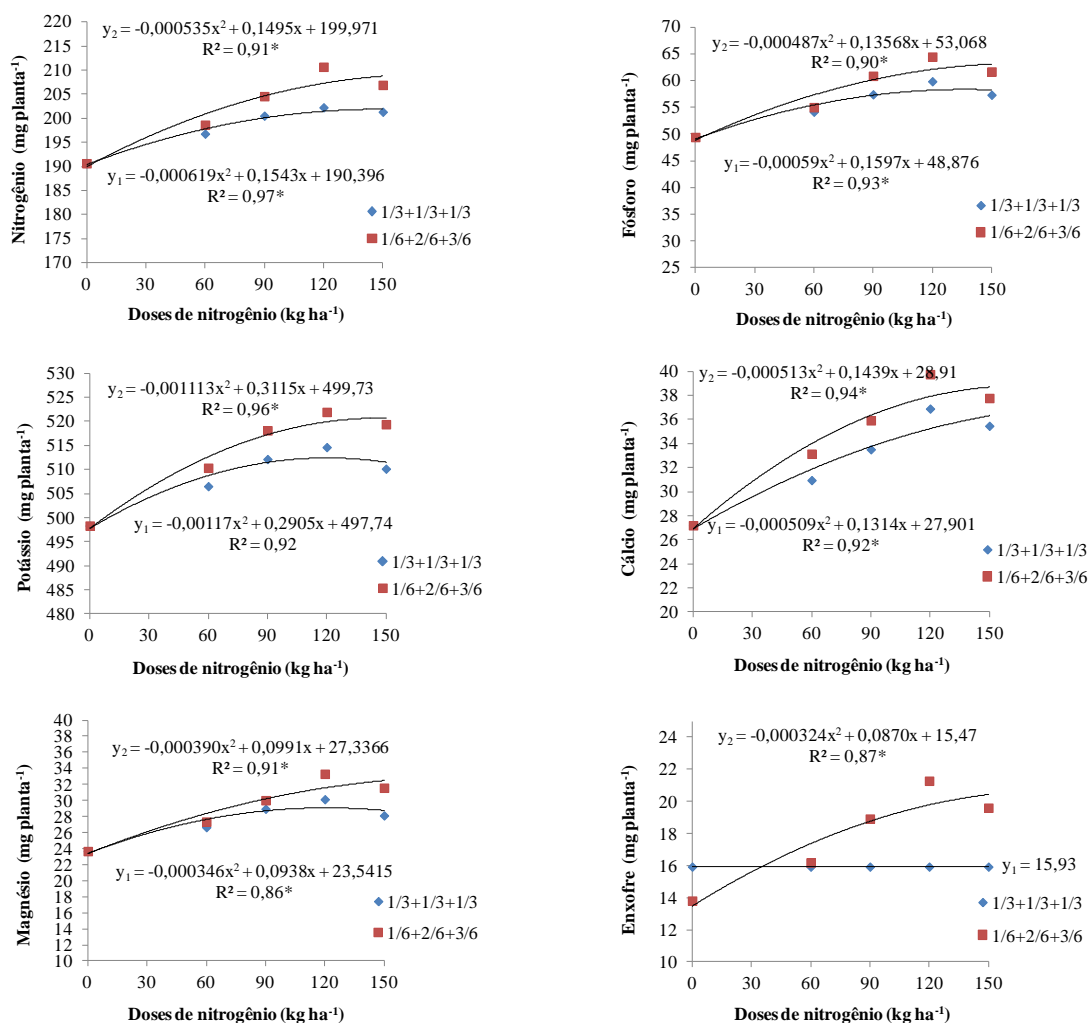 Nitrogênio (mg planta⁻¹)
220
215
210
205
200
195
190
185
180
175
170
y₂ = -0,000535x² + 0,1495x + 199,971
R² = 0,91*
y₁ = -0,000619x² + 0,1543x + 190,396
R² = 0,97*
1/3+1/3+1/3
1/6+2/6+3/6
0 30 60 90 120 150
Doses de nitrogênio (kg ha⁻¹)
Fósforo (mg planta⁻¹)
70
65
60
55
50
45
40
35
30
25
y₂ = -0,000487x² + 0,13568x + 53,068
R² = 0,90*
y₁ = -0,00059x² + 0,1597x + 48,876
R² = 0,93*
1/3+1/3+1/3
1/6+2/6+3/6
0 30 60 90 120 150
Doses de nitrogênio (kg ha⁻¹)
Potássio (mg planta⁻¹)
530
525
520
515
510
505
500
495
490
485
480
y₂ = -0,001113x² + 0,3115x + 499,73
R² = 0,96*
y₁ = -0,00117x² + 0,2905x + 497,74
R² = 0,92
1/3+1/3+1/3
1/6+2/6+3/6
0 30 60 90 120 150
Doses de nitrogênio (kg ha⁻¹)
Cálcio (mg planta⁻¹)
40
38
36
34
32
30
28
26
24
22
20
y₂ = -0,000513x² + 0,1439x + 28,91
R² = 0,94*
y₁ = -0,000509x² + 0,1314x + 27,901
R² = 0,92*
1/3+1/3+1/3
1/6+2/6+3/6
0 30 60 90 120 150
Doses de nitrogênio (kg ha⁻¹)
Magnésio (mg planta⁻¹)
40
38
36
34
32
30
28
26
24
22
20
18
16
14
12
10
y₂ = -0,000390x² + 0,0991x + 27,3366
R² = 0,91*
y₁ = -0,000346x² + 0,0938x + 23,5415
R² = 0,86*
1/3+1/3+1/3
1/6+2/6+3/6
0 30 60 90 120 150
Doses de nitrogênio (kg ha⁻¹)
Enxofre (mg planta⁻¹)
26
24
22
20
18
16
14
12
10
y₂ = -0,000324x² + 0,0870x + 15,47
R² = 0,87*
y₁ = 15,93
1/3+1/3+1/3
1/6+2/6+3/6
0 30 60 90 120 150
Doses de nitrogênio (kg ha⁻¹)